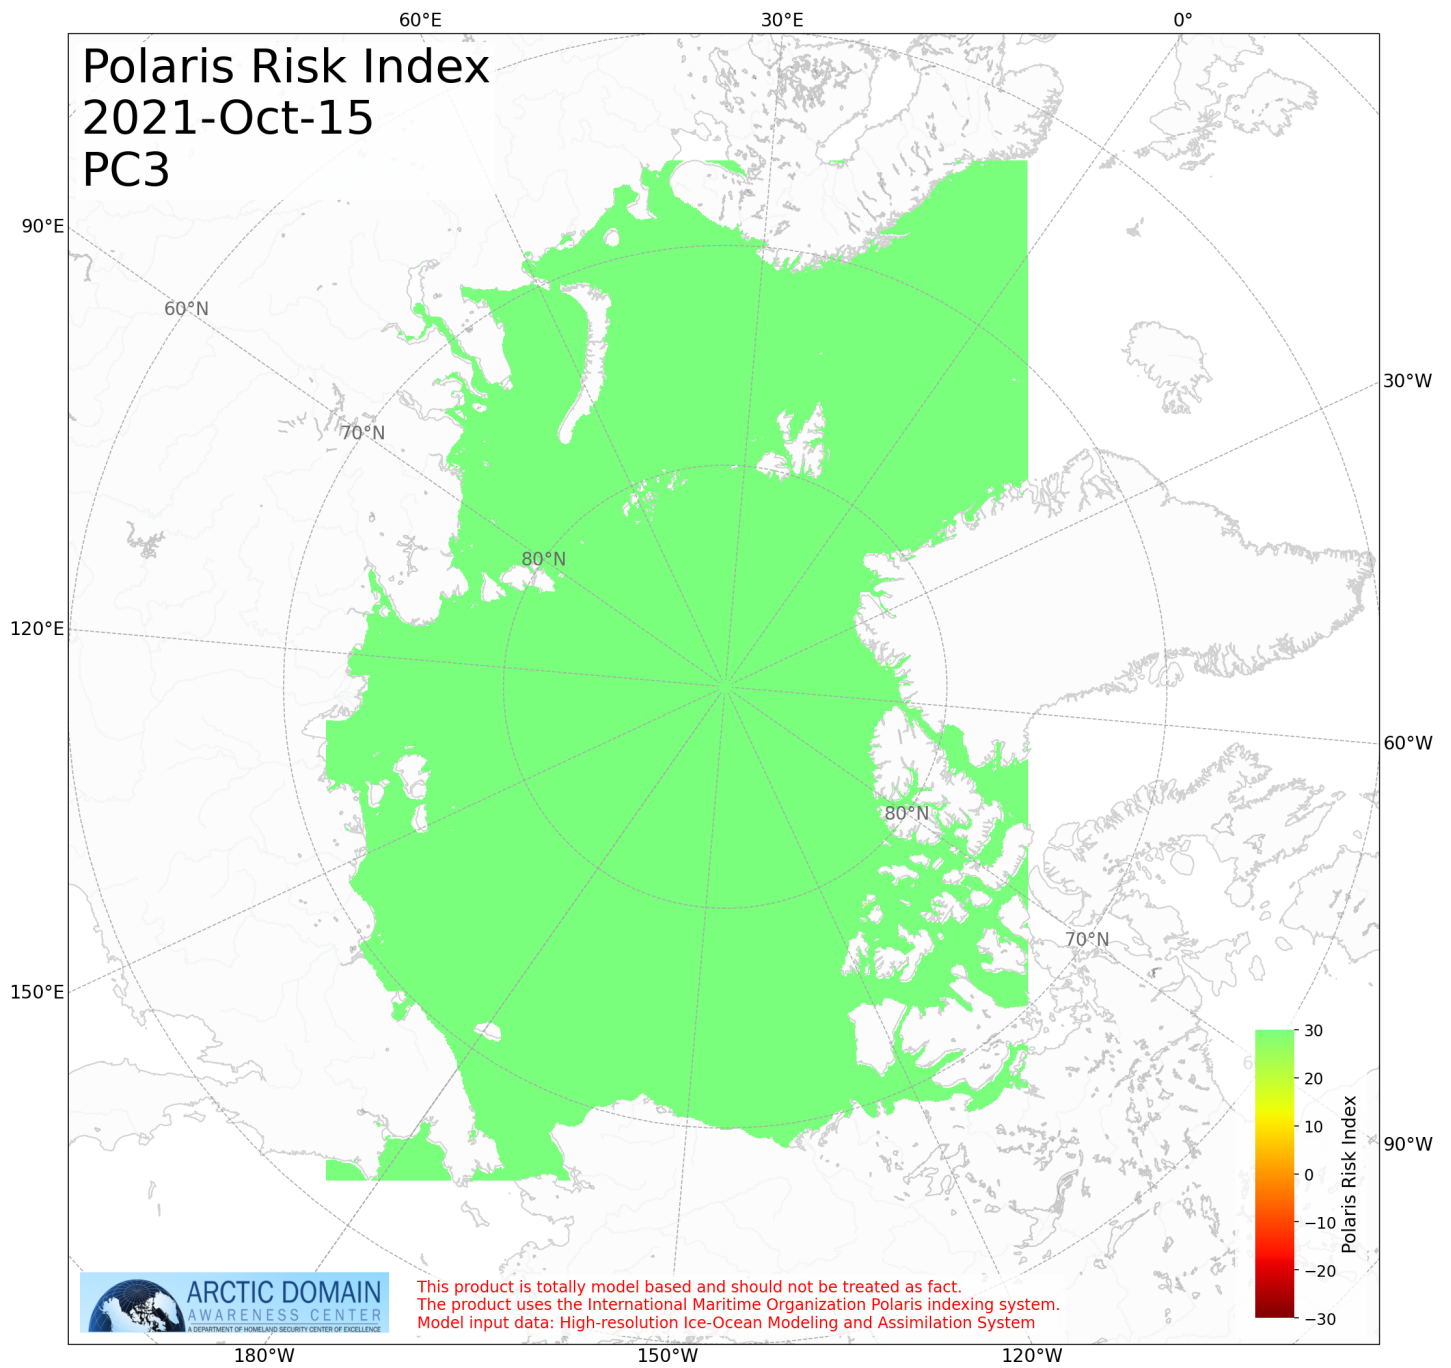 60°E 30°E 0°
Polaris Risk Index
2021-Oct-15
PC3
90°E
60°N
30°W
70°N
80°N
120°E
60°W
80°N
70°N
150°E
30
20
10
0
−10
−20
−30
Polaris Risk Index
90°W
ARCTIC DOMAIN
AWARENESS CENTER
A DEPARTMENT OF HOMELAND SECURITY CENTER OF EXCELLENCE
This product is totally model based and should not be treated as fact.
The product uses the International Maritime Organization Polaris indexing system.
Model input data: High-resolution Ice-Ocean Modeling and Assimilation System
180°W 150°W 120°W